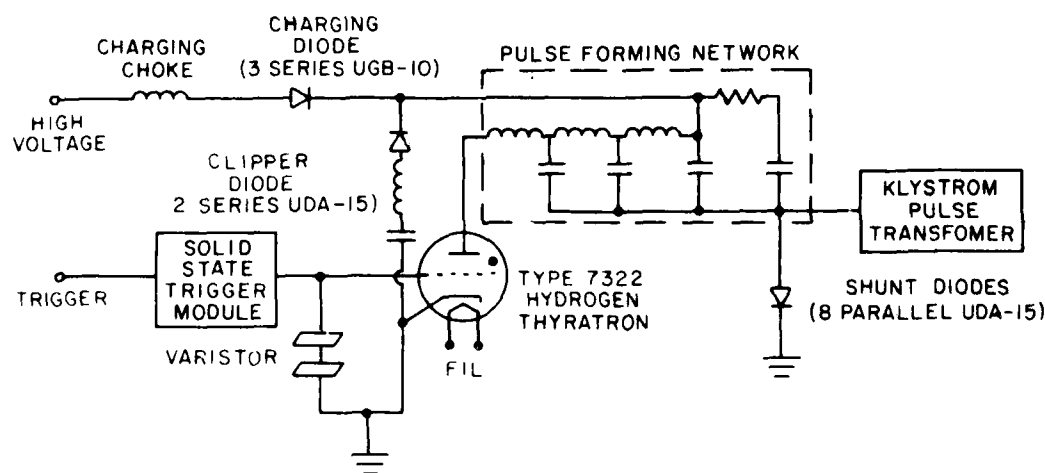 CHARGING
CHOKE
CHARGING
DIODE
(3 SERIES UGB-10)
PULSE FORMING NETWORK
HIGH
VOLTAGE
CLIPPER
DIODE
2 SERIES UDA-15)
KLYSTROM
PULSE
TRANSFOMER
SOLID
STATE
TRIGGER
MODULE
TRIGGER
TYPE 7322
HYDROGEN
THYRATRON
SHUNT DIODES
(8 PARALLEL UDA-15)
VARISTOR
FIL